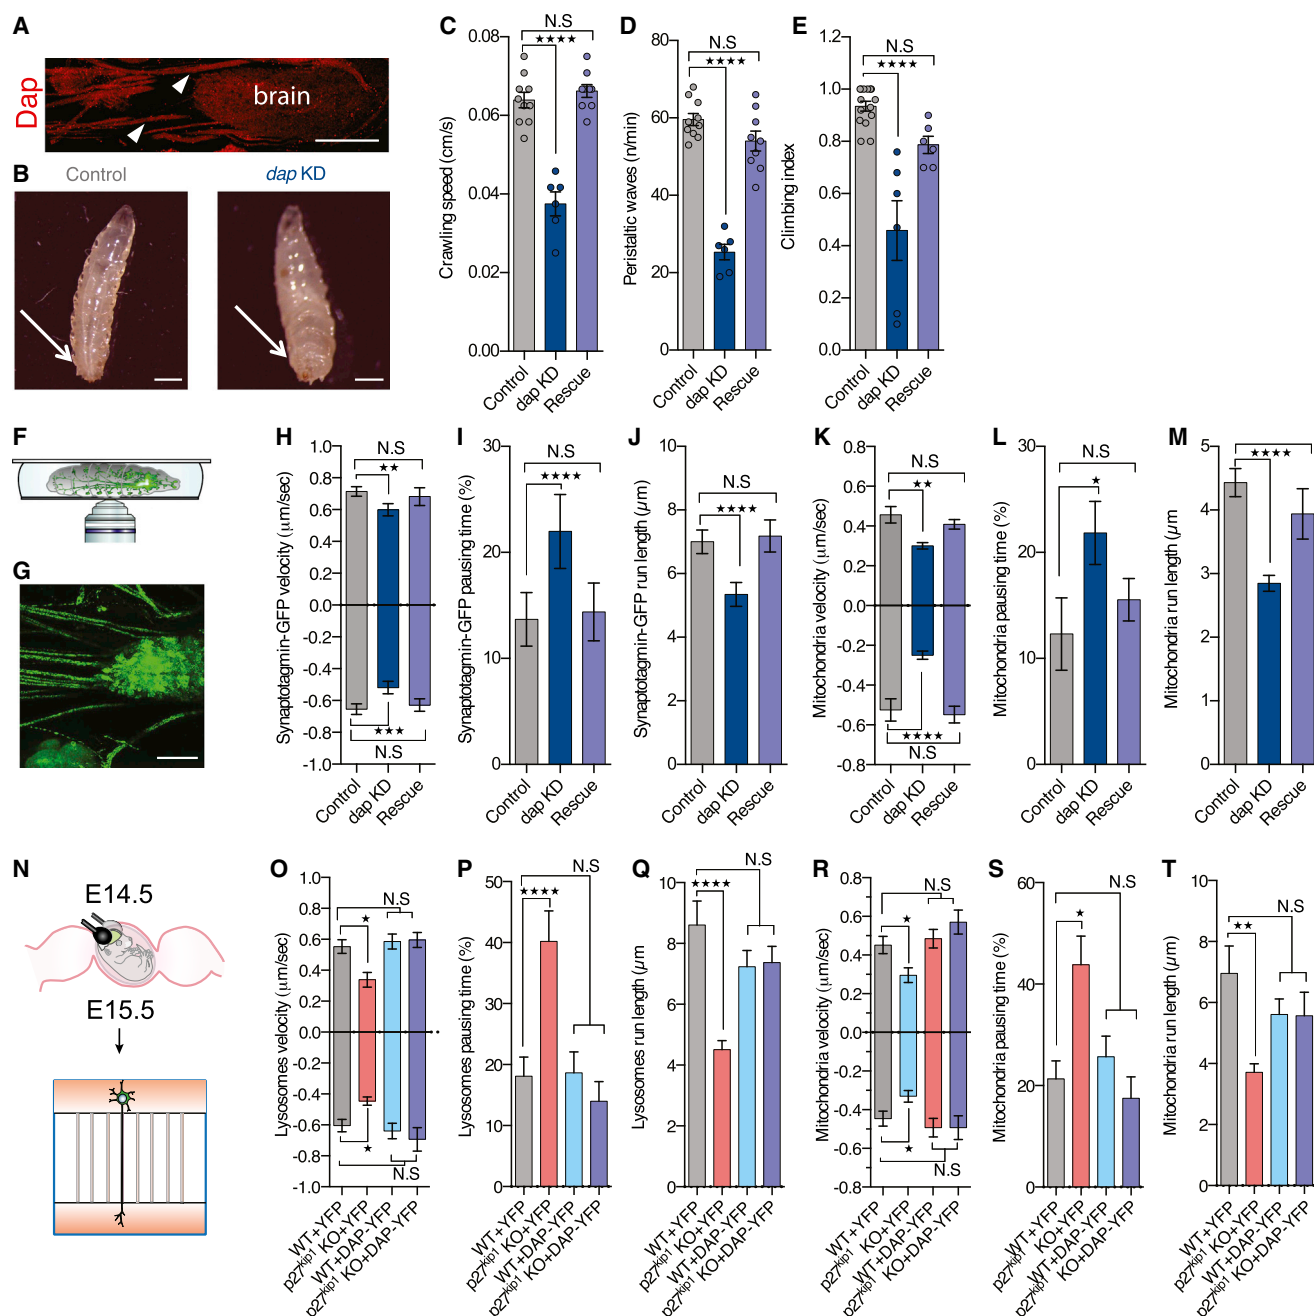 A
Dap
brain
B
Control
dap KD
C
N.S
★★★★
Crawling speed (cm/s)
0.08
0.06
0.04
0.02
0.00
Control
dap KD
Rescue
D
N.S
★★★★
Peristaltic waves (n/min)
80
60
40
20
0
Control
dap KD
Rescue
E
N.S
★★★★
Climbing index
1.2
1.0
0.8
0.6
0.4
0.2
0.0
Control
dap KD
Rescue
F
G
H
N.S
★★
Synaptotagmin-GFP velocity (μm/sec)
1.0
0.8
0.6
0.4
0.2
0.0
-0.2
-0.4
-0.6
-0.8
-1.0
★★★
N.S
Control
dap KD
Rescue
I
N.S
★★★★
Synaptotagmin-GFP pausing time (%)
30
20
10
0
Control
dap KD
Rescue
J
N.S
★★★★
Synaptotagmin-GFP run length (μm)
10
8
6
4
2
0
Control
dap KD
Rescue
K
N.S
★★
Mitochondria velocity (μm/sec)
0.8
0.6
0.4
0.2
0.0
-0.2
-0.4
-0.6
-0.8
★★★★
N.S
Control
dap KD
Rescue
L
N.S
★
Mitochondria pausing time (%)
30
20
10
0
Control
dap KD
Rescue
M
★★★★
Mitochondria run length (μm
5
4
3
2
1
0
Control
dap KD
Rescue
N
E14.5
E15.5
O
N.S
★
Lysosomes velocity (μm/sec)
1.0
0.8
0.6
0.4
0.2
0.0
-0.2
-0.4
-0.6
-0.8
-1.0
★
N.S
WT+YFP
p27kip1 KO+YFP
WT+DAP-YFP
p27kip1 KO+DAP-YFP
P
N.S
★★★★
Lysosomes pausing time (%)
50
40
30
20
10
0
WT+YFP
p27kip1 KO+YFP
WT+DAP-YFP
p27kip1 KO+DAP-YFP
Q
N.S
★★★★
Lysosomes run length (μm
10
8
6
4
2
0
WT+YFP
p27kip1 KO+YFP
WT+DAP-YFP
p27kip1 KO+DAP-YFP
R
N.S
★
Mitochondria velocity (μm/sec)
0.8
0.6
0.4
0.2
0.0
-0.2
-0.4
-0.6
-0.8
★
N.S
WT+YFP
p27kip1 KO+YFP
WT+DAP-YFP
p27kip1 KO+DAP-YFP
S
N.S
★
Mitochondria pausing time (%)
60
40
20
0
WT+YFP
p27kip1 KO+YFP
WT+DAP-YFP
p27kip1 KO+DAP-YFP
T
N.S
★★
Mitochondria run length (μm)
10
8
6
4
2
0
WT+YFP
p27kip1 KO+YFP
WT+DAP-YFP
p27kip1 KO+DAP-YFP